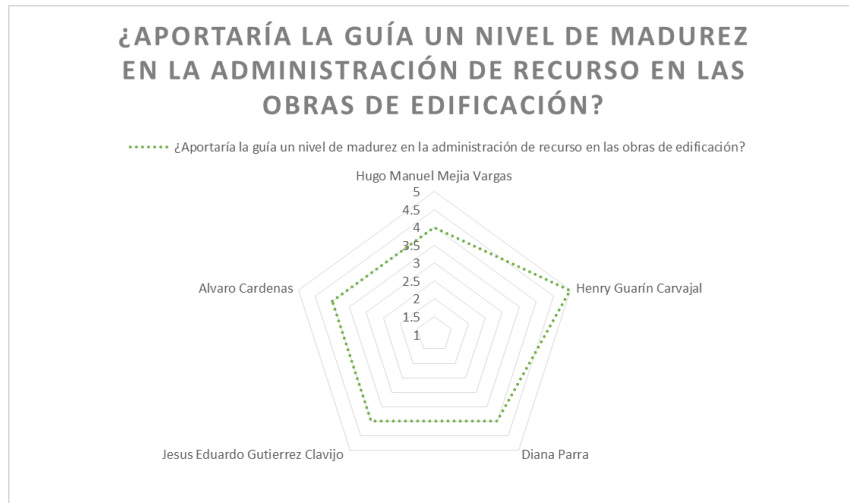 ¿APORTARÍA LA GUÍA UN NIVEL DE MADUREZ
EN LA ADMINISTRACIÓN DE RECURSO EN LAS
OBRAS DE EDIFICACIÓN?
¿Aportaría la guía un nivel de madurez en la administración de recurso en las obras de edificación?
Hugo Manuel Mejia Vargas
5
4.5
4
3.5
3
2.5
2
1.5
1
Alvaro Cardenas
Henry Guarín Carvajal
Jesus Eduardo Gutierrez Clavijo
Diana Parra